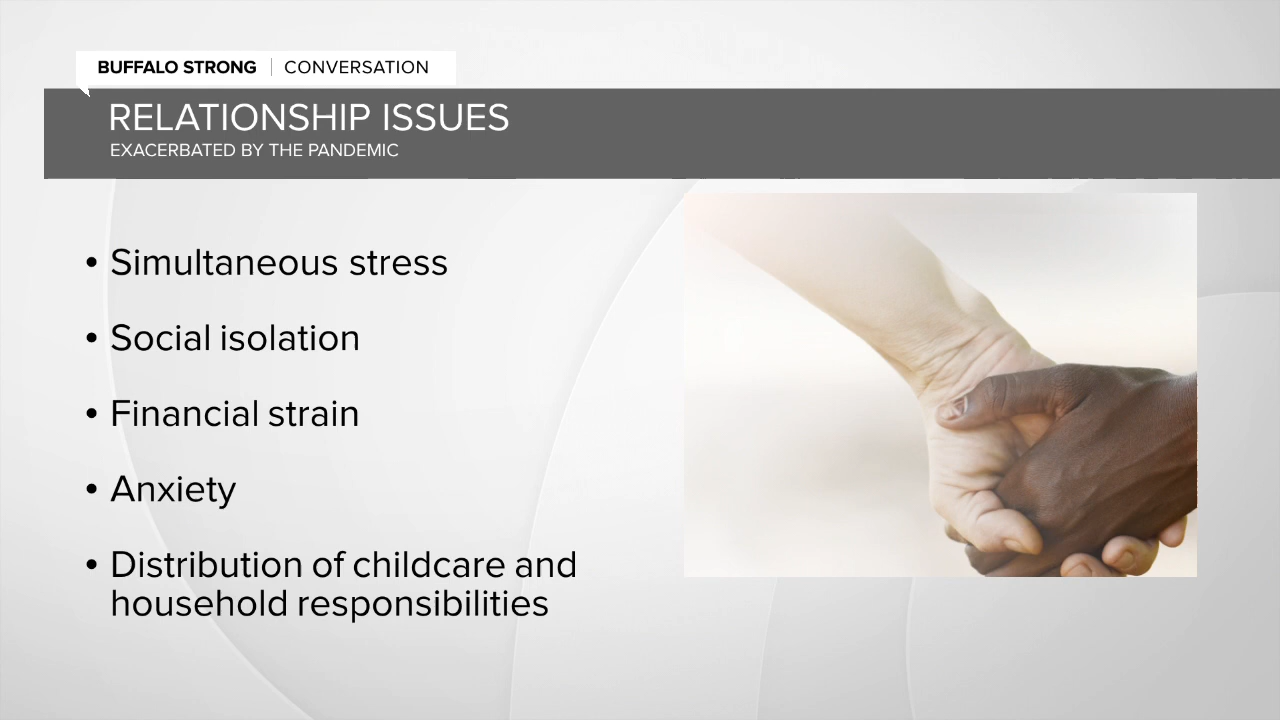 BUFFALO STRONG | CONVERSATION
RELATIONSHIP ISSUES
EXACERBATED BY THE PANDEMIC
• Simultaneous stress
• Social isolation
• Financial strain
• Anxiety
• Distribution of childcare and
household responsibilities